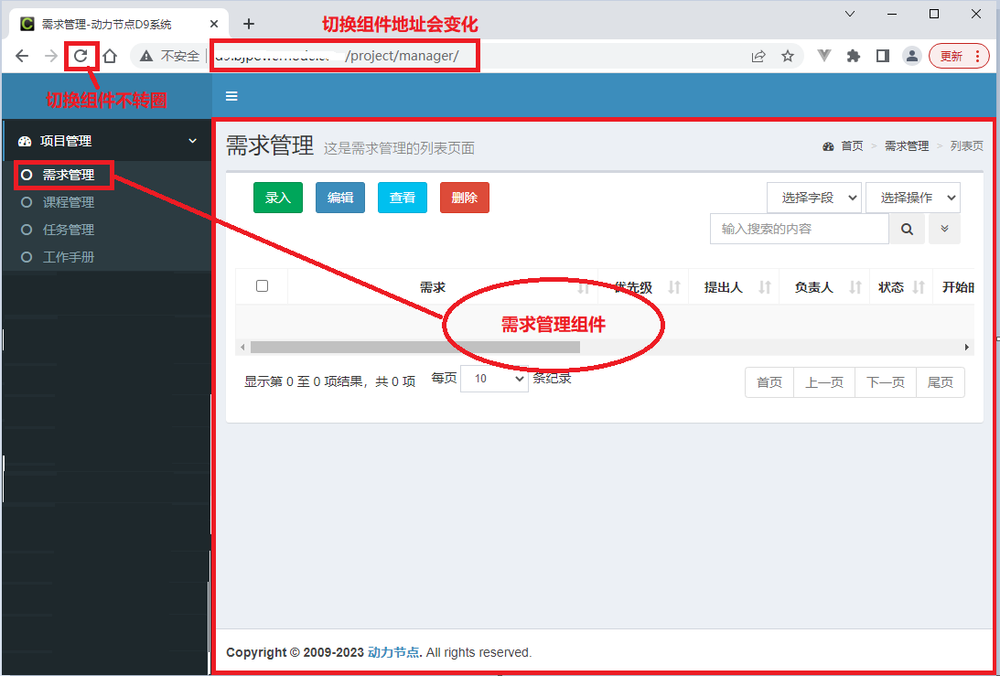 需求管理-动力节点D9系统
切换组件地址会变化
不安全
/project/manager/
更新
切换组件不转圈
项目管理
需求管理
课程管理
任务管理
工作手册
需求管理 这是需求管理的列表页面
首页 > 需求管理 > 列表页
录入 编辑 查看 删除
选择字段 选择操作
输入搜索的内容
需求 优先级 提出人 负责人 状态
需求管理组件
显示第 0 至 0 项结果，共 0 项 每页 10 条纪录
首页 上一页 下一页 尾页
Copyright © 2009-2023 动力节点. All rights reserved.